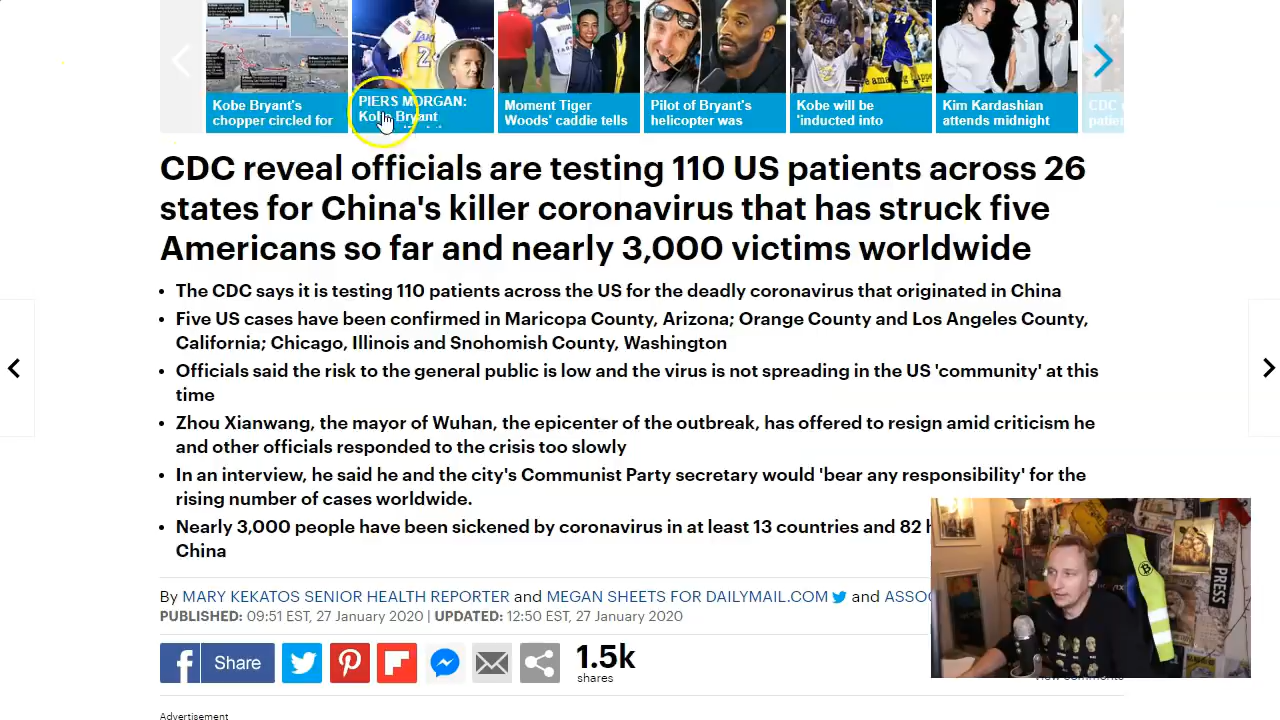 Kobe Bryant's
chopper circled for
PIERS MORGAN:
Kobe Bryant
Moment Tiger
Woods' caddie tells
Pilot of Bryant's
helicopter was
Kobe will be
'inducted into
Kim Kardashian
attends midnight
CDC
patie
CDC reveal officials are testing 110 US patients across 26
states for China's killer coronavirus that has struck five
Americans so far and nearly 3,000 victims worldwide
• The CDC says it is testing 110 patients across the US for the deadly coronavirus that originated in China
• Five US cases have been confirmed in Maricopa County, Arizona; Orange County and Los Angeles County,
California; Chicago, Illinois and Snohomish County, Washington
• Officials said the risk to the general public is low and the virus is not spreading in the US 'community' at this
time
• Zhou Xianwang, the mayor of Wuhan, the epicenter of the outbreak, has offered to resign amid criticism he
and other officials responded to the crisis too slowly
• In an interview, he said he and the city's Communist Party secretary would 'bear any responsibility' for the
rising number of cases worldwide.
• Nearly 3,000 people have been sickened by coronavirus in at least 13 countries and 82 h
China
By MARY KEKATOS SENIOR HEALTH REPORTER and MEGAN SHEETS FOR DAILYMAIL.COM and ASSOC
PUBLISHED: 09:51 EST, 27 January 2020 | UPDATED: 12:50 EST, 27 January 2020
f Share
1.5k
shares
PRESS
Advertisement